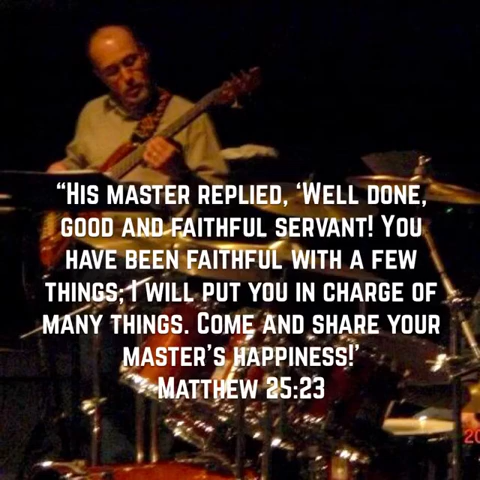 “His master replied, ‘Well done,
good and faithful servant! You
have been faithful with a few
things; I will put you in charge of
many things. Come and share your
master’s happiness!’
Matthew 25:23
20